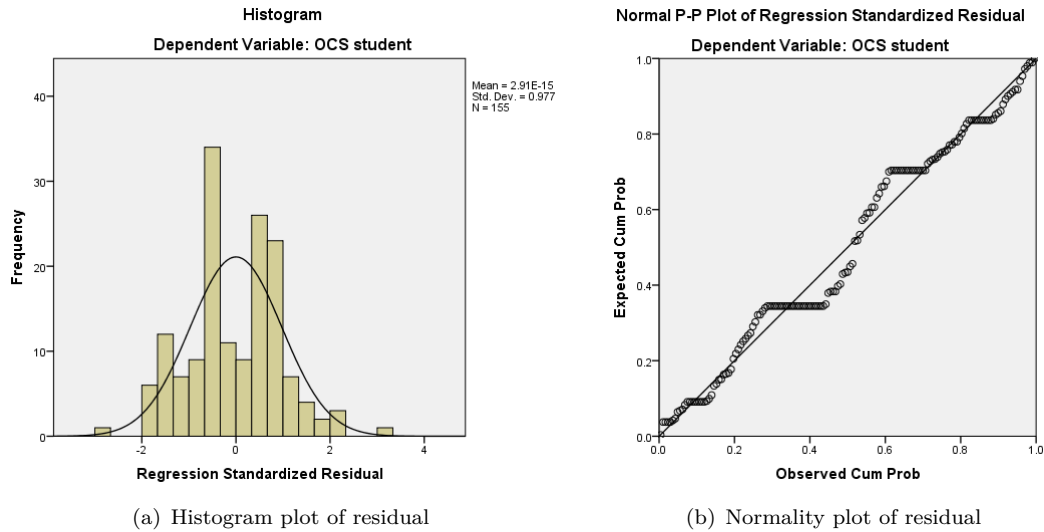 Histogram
Dependent Variable: OCS student
Mean = 2.91E-15
Std. Dev. = 0.977
N = 155
40
30
20
10
0
Frequency
-2
0
2
4
Regression Standardized Residual
(a) Histogram plot of residual
Normal P-P Plot of Regression Standardized Residual
Dependent Variable: OCS student
1.0
0.8
0.6
0.4
0.2
0.0
Expected Cum Prob
0.0
0.2
0.4
0.6
0.8
1.0
Observed Cum Prob
(b) Normality plot of residual